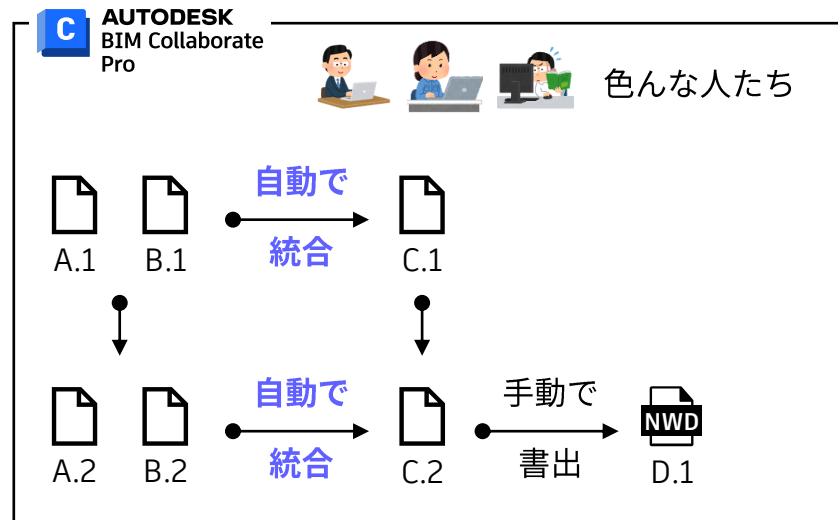 C
AUTODESK
BIM Collaborate
Pro
色んな人たち
自動で
統合
A.1
B.1
C.1
自動で
統合
手動で
書出
NWD
A.2
B.2
C.2
D.1